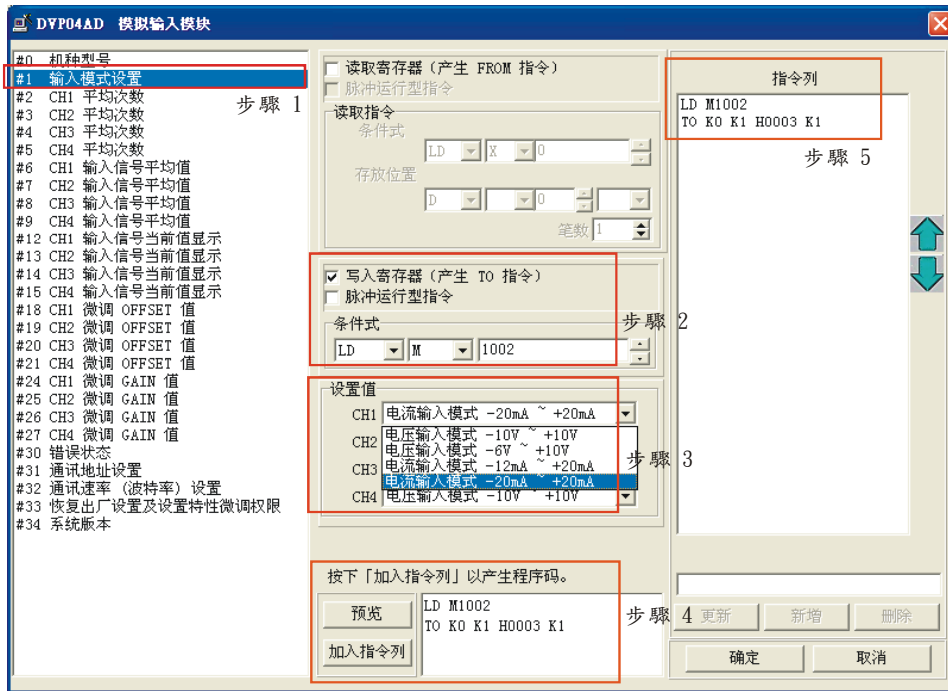 DVP04AD 模拟输入模块
#0 机种型号
#1 输入模式设置
#2 CH1 平均次数
#3 CH2 平均次数
#4 CH3 平均次数
#5 CH4 平均次数
#6 CH1 输入信号平均值
#7 CH2 输入信号平均值
#8 CH3 输入信号平均值
#9 CH4 输入信号平均值
#12 CH1 输入信号当前值显示
#13 CH2 输入信号当前值显示
#14 CH3 输入信号当前值显示
#15 CH4 输入信号当前值显示
#18 CH1 微调 OFFSET 值
#19 CH2 微调 OFFSET 值
#20 CH3 微调 OFFSET 值
#21 CH4 微调 OFFSET 值
#24 CH1 微调 GAIN 值
#25 CH2 微调 GAIN 值
#26 CH3 微调 GAIN 值
#27 CH4 微调 GAIN 值
#30 错误状态
#31 通讯地址设置
#32 通讯速率 (波特率) 设置
#33 恢复出厂设置及设置特性微调权限
#34 系统版本
步骤 1
读取寄存器 (产生 FROM 指令)
脉冲运行型指令
读取指令
条件式
LD X 0
存放位置
D 0
笔数 1
写入寄存器 (产生 TO 指令)
脉冲运行型指令
条件式
LD M 1002
步骤 2
设置值
CH1 电流输入模式 -20mA ~ +20mA
电压输入模式 -10V ~ +10V
CH2
电压输入模式 -6V ~ +10V
电流输入模式 -12mA ~ +20mA
CH3
电流输入模式 -20mA ~ +20mA
CH4 电压输入模式 -10V ~ +10V
步骤 3
按下「加入指令列」以产生程序码。
预览
加入指令列
LD M1002
TO K0 K1 H0003 K1
步骤 4
指令列
LD M1002
TO K0 K1 H0003 K1
步骤 5
更新 新增 删除
确定 取消